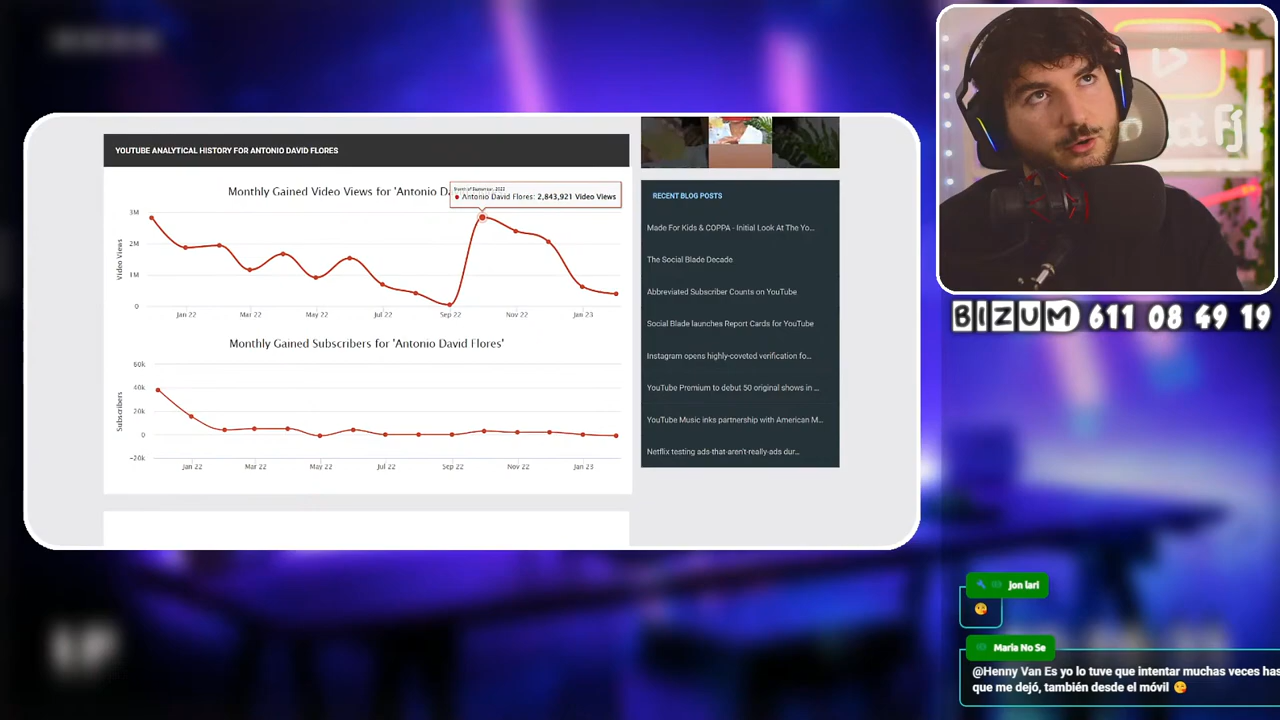 YOUTUBE ANALYTICAL HISTORY FOR ANTONIO DAVID FLORES
Monthly Gained Video Views for 'Antonio D
Month of September, 2022
Antonio David Flores: 2,843,921 Video Views
3M
2M
1M
0
Video Views
Jan 22
Mar 22
May 22
Jul 22
Sep 22
Nov 22
Jan 23
Monthly Gained Subscribers for 'Antonio David Flores'
60k
40k
20k
0
-20k
Subscribers
Jan 22
Mar 22
May 22
Jul 22
Sep 22
Nov 22
Jan 23
RECENT BLOG POSTS
Made For Kids & COPPA - Initial Look At The Yo...
The Social Blade Decade
Abbreviated Subscriber Counts on YouTube
Social Blade launches Report Cards for YouTube
Instagram opens highly-coveted verification fo...
YouTube Premium to debut 50 original shows in ...
YouTube Music inks partnership with American M...
Netflix testing ads-that-aren't-really-ads dur...
BIZUM 611 08 49 19
Jon lari
Maria No Se
@Henny Van Es yo lo tuve que intentar muchas veces has
que me dejó, también desde el móvil